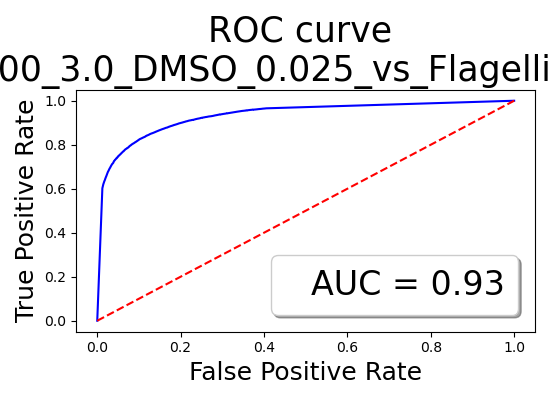 ROC curve
00_3.0_DMSO_0.025_vs_Flagelli
1.0
0.8
0.6
0.4
0.2
0.0
True Positive Rate
AUC = 0.93
0.0 0.2 0.4 0.6 0.8 1.0
False Positive Rate